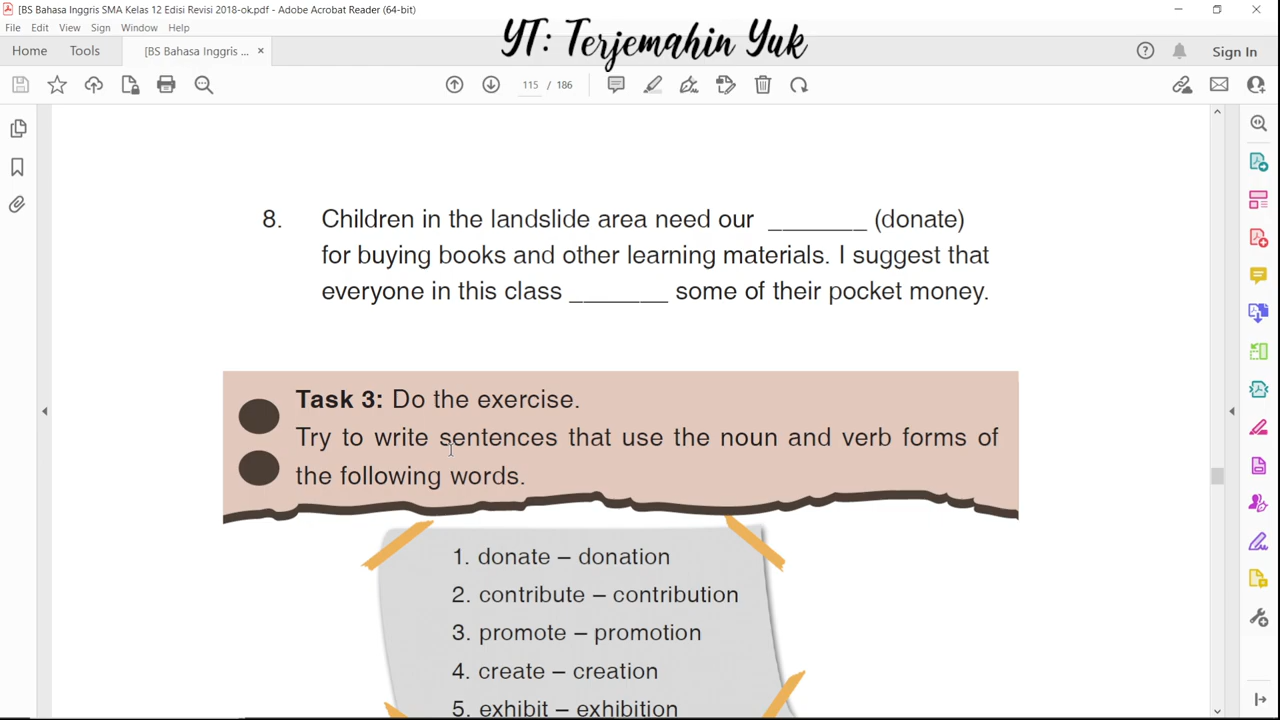 [BS Bahasa Inggris SMA Kelas 12 Edisi Revisi 2018-ok.pdf - Adobe Acrobat Reader (64-bit)
YT: Terjemahin Yuk
File Edit View Sign Window Help
Home Tools [BS Bahasa Inggris ... × Sign In
115 / 186
8. Children in the landslide area need our _______ (donate)
for buying books and other learning materials. I suggest that
everyone in this class _______ some of their pocket money.
Task 3: Do the exercise.
Try to write sentences that use the noun and verb forms of
the following words.
1. donate – donation
2. contribute – contribution
3. promote – promotion
4. create – creation
5. exhibit – exhibition